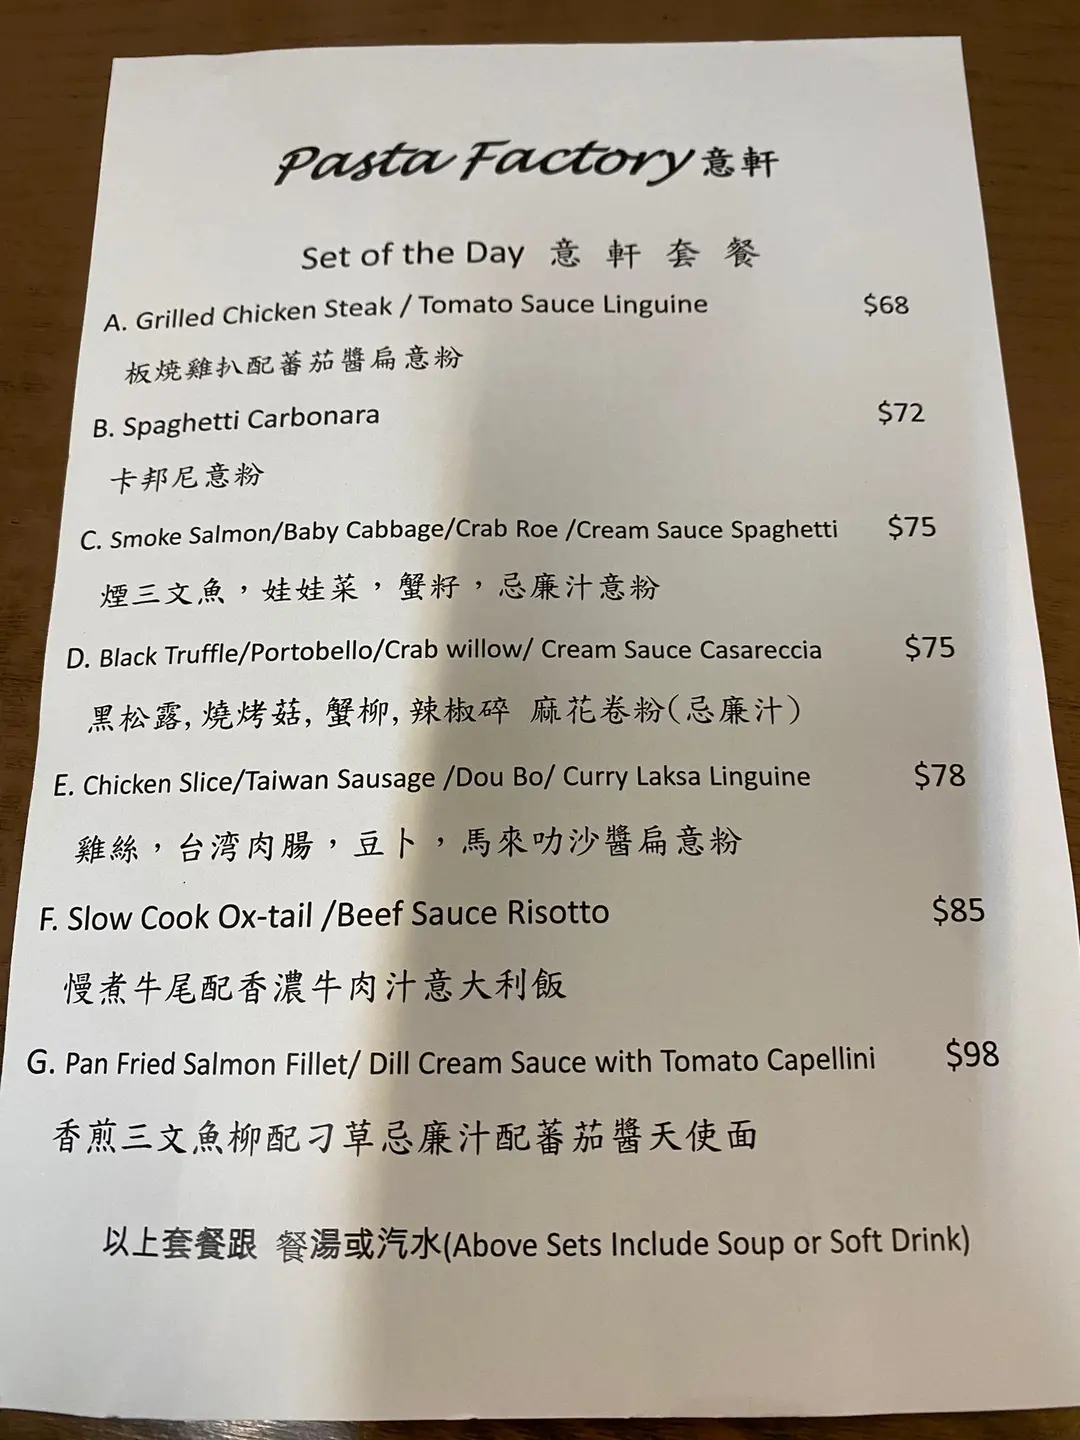 Pasta Factory 意軒
Set of the Day 意軒套餐
A. Grilled Chicken Steak / Tomato Sauce Linguine $68
板燒雞扒配蕃茄醬扁意粉
B. Spaghetti Carbonara $72
卡邦尼意粉
C. Smoke Salmon/Baby Cabbage/Crab Roe /Cream Sauce Spaghetti $75
煙三文魚，娃娃菜，蟹籽，忌廉汁意粉
D. Black Truffle/Portobello/Crab willow/ Cream Sauce Casareccia $75
黑松露, 燒烤菇, 蟹柳, 辣椒碎 麻花卷粉(忌廉汁)
E. Chicken Slice/Taiwan Sausage /Dou Bo/ Curry Laksa Linguine $78
雞絲，台湾肉腸，豆卜，馬來叻沙醬扁意粉
F. Slow Cook Ox-tail /Beef Sauce Risotto $85
慢煮牛尾配香濃牛肉汁意大利飯
G. Pan Fried Salmon Fillet/ Dill Cream Sauce with Tomato Capellini $98
香煎三文魚柳配刁草忌廉汁配蕃茄醬天使面
以上套餐跟 餐湯或汽水(Above Sets Include Soup or Soft Drink)